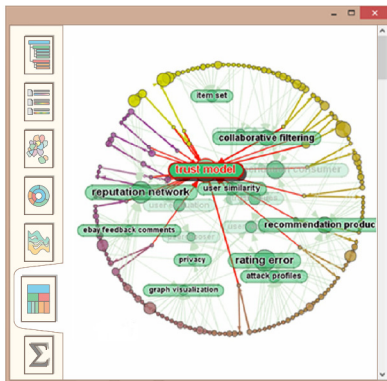 item set
collaborative filtering
trust model
consumer
reputation network
user similarity
ebay feedback comments
recommendation produc
privacy
rating error
attack profiles
graph visualization
Σ